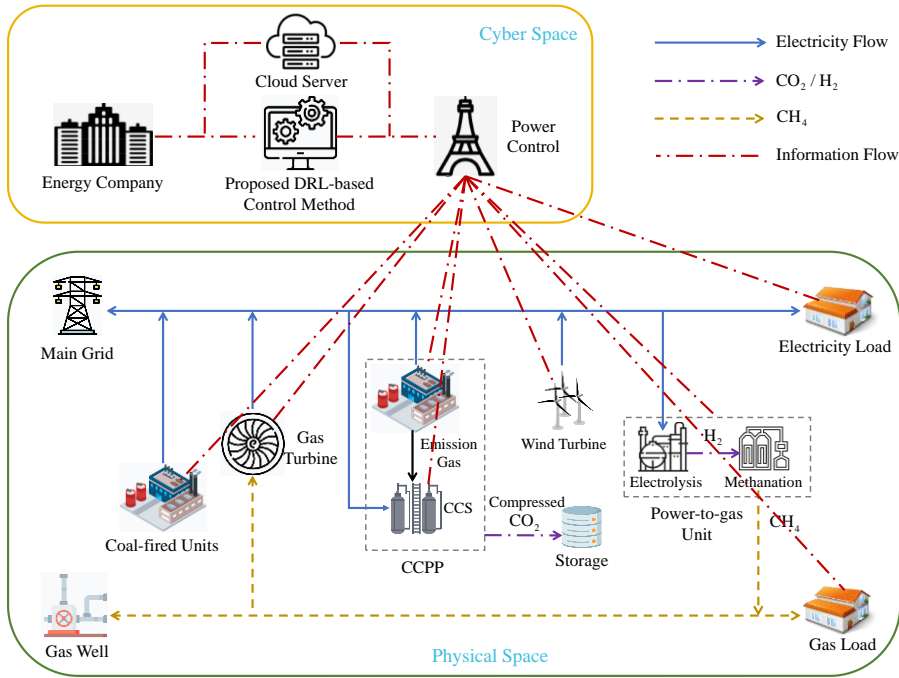 Cyber Space
Cloud Server
Energy Company
Proposed DRL-based
Control Method
Power
Control
Electricity Flow
CO2 / H2
CH4
Information Flow
Main Grid
Electricity Load
Gas
Turbine
Coal-fired Units
Emission
Gas
CCS
CCPP
Compressed
CO2
Storage
Wind Turbine
H2
Electrolysis
Methanation
Power-to-gas
Unit
CH4
Gas Well
Gas Load
Physical Space